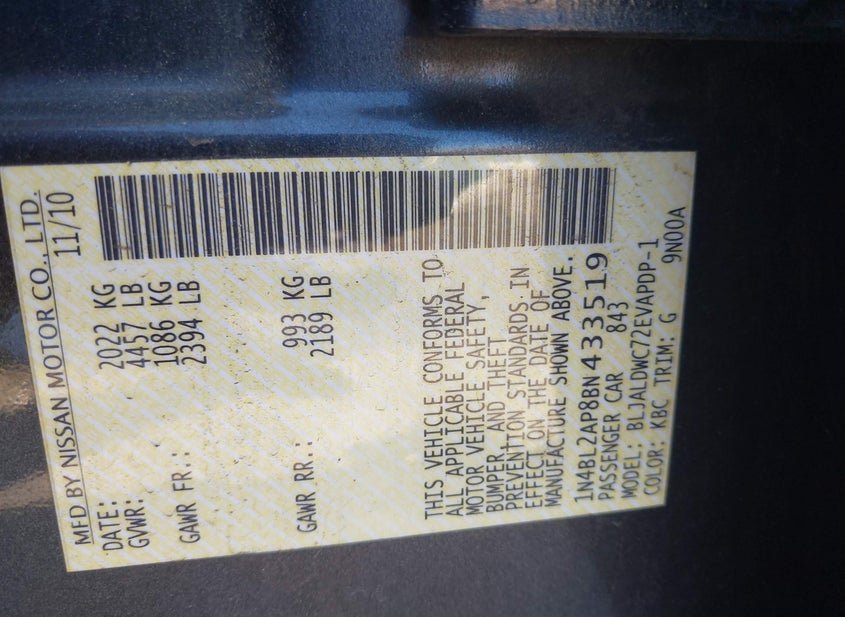 MFD BY NISSAN MOTOR CO., LTD.
DATE: 11/10
GVWR: 2022 KG
4457 LB
GAWR FR.: 1086 KG
2394 LB
GAWR RR.: 993 KG
2189 LB
THIS VEHICLE CONFORMS TO
ALL APPLICABLE FEDERAL
MOTOR VEHICLE SAFETY,
BUMPER, AND THEFT
PREVENTION STANDARDS IN
EFFECT ON THE DATE OF
MANUFACTURE SHOWN ABOVE.
1N4BL2AP8BN433519
PASSENGER CAR 843
MODEL: BLJALDWC72EVAPDP-1
COLOR: KBC TRIM: G 9N00A